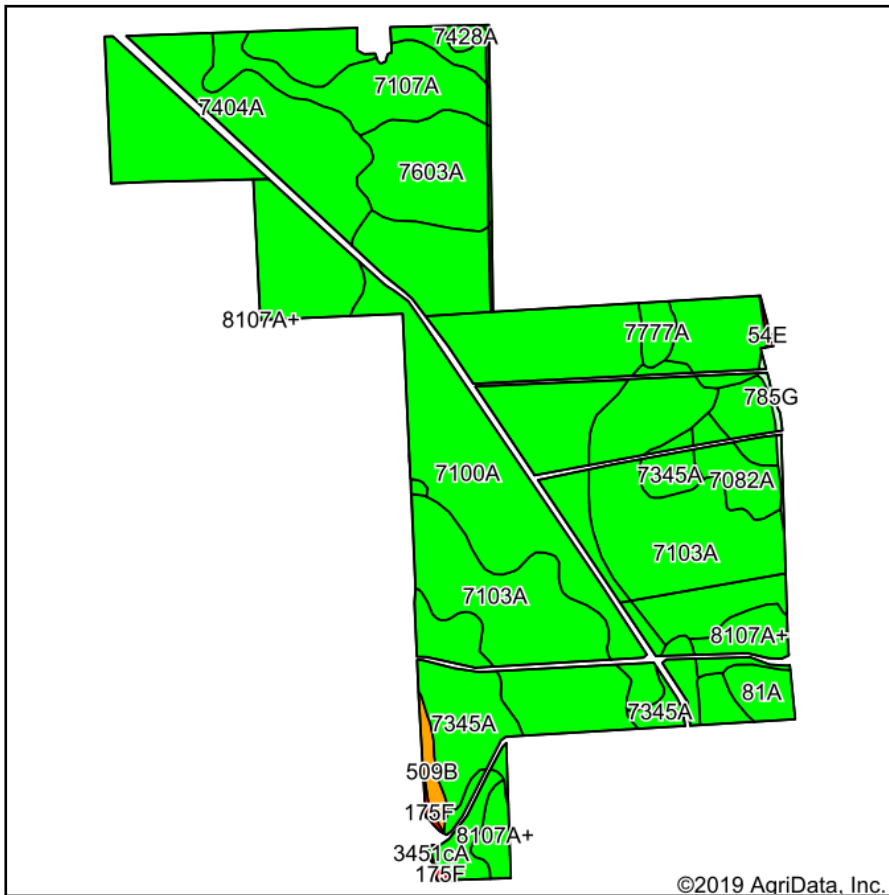 7428A
7107A
7404A
7603A
8107A+
7777A
54E
785G
7100A
7345A
7082A
7103A
7103A
8107A+
81A
7345A
7345A
509B
175F
8107A+
3451cA
175F
©2019 AgriData, Inc.